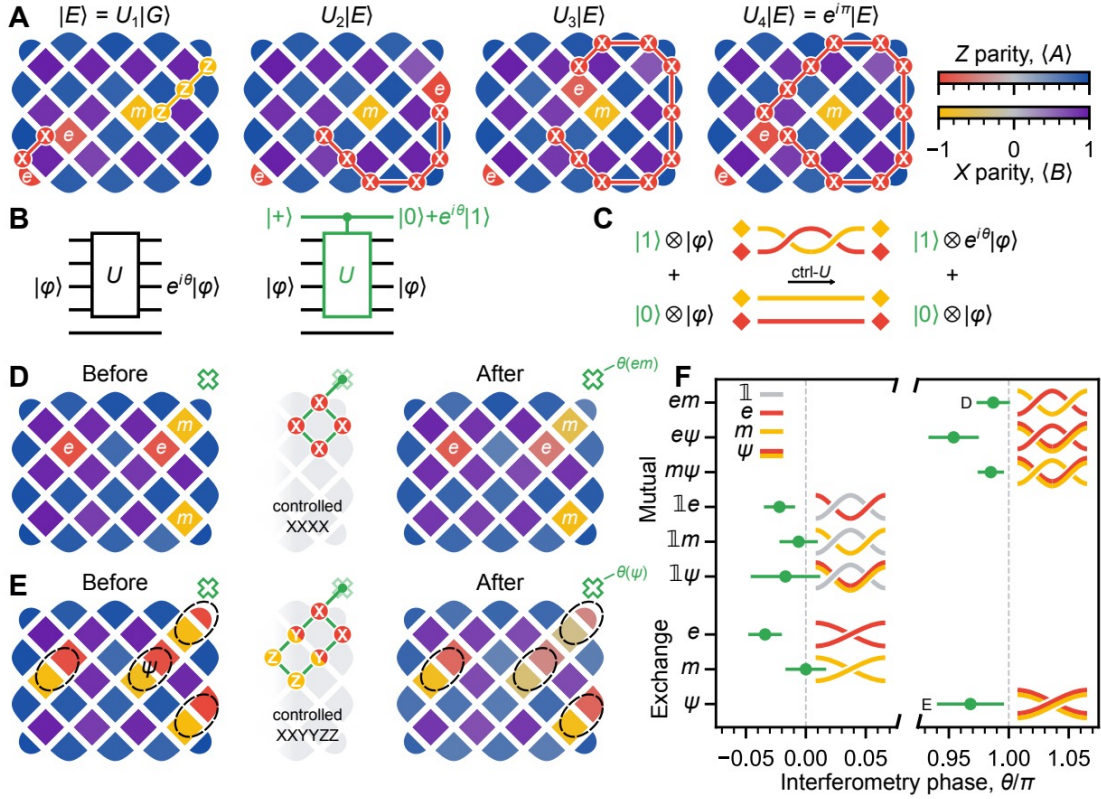 A
|E⟩ = U₁|G⟩
U₂|E⟩
U₃|E⟩
U₄|E⟩ = e^{iπ}|E⟩
Z
Z
Z
m
X
e
X
e
e
m
X
X
X
X
X
X
e
X
X
X
e
m
X
X
X
X
X
e
X
X
X
X
X
m
X
X
e
X
X
X
X
X
Z parity, ⟨A⟩
−1 0 1
X parity, ⟨B⟩
B
|φ⟩
U
e^{iθ}|φ⟩
|+⟩
|0⟩+e^{iθ}|1⟩
|φ⟩
U
|φ⟩
C
|1⟩⊗|φ⟩
|1⟩⊗e^{iθ}|φ⟩
+
ctrl-U
+
|0⟩⊗|φ⟩
|0⟩⊗|φ⟩
D
Before
After
θ(em)
m
e
e
m
X
X
X
X
controlled
XXXX
m
e
e
m
E
Before
After
θ(ψ)
ψ
X
Y
X
Z
Y
Z
controlled
XXYYZZ
F
𝟙
e
m
ψ
Mutual
em
eψ
mψ
𝟙e
𝟙m
𝟙ψ
Exchange
e
m
ψ
D
E
−0.05 0.00 0.05 0.95 1.00 1.05
Interferometry phase, θ/π